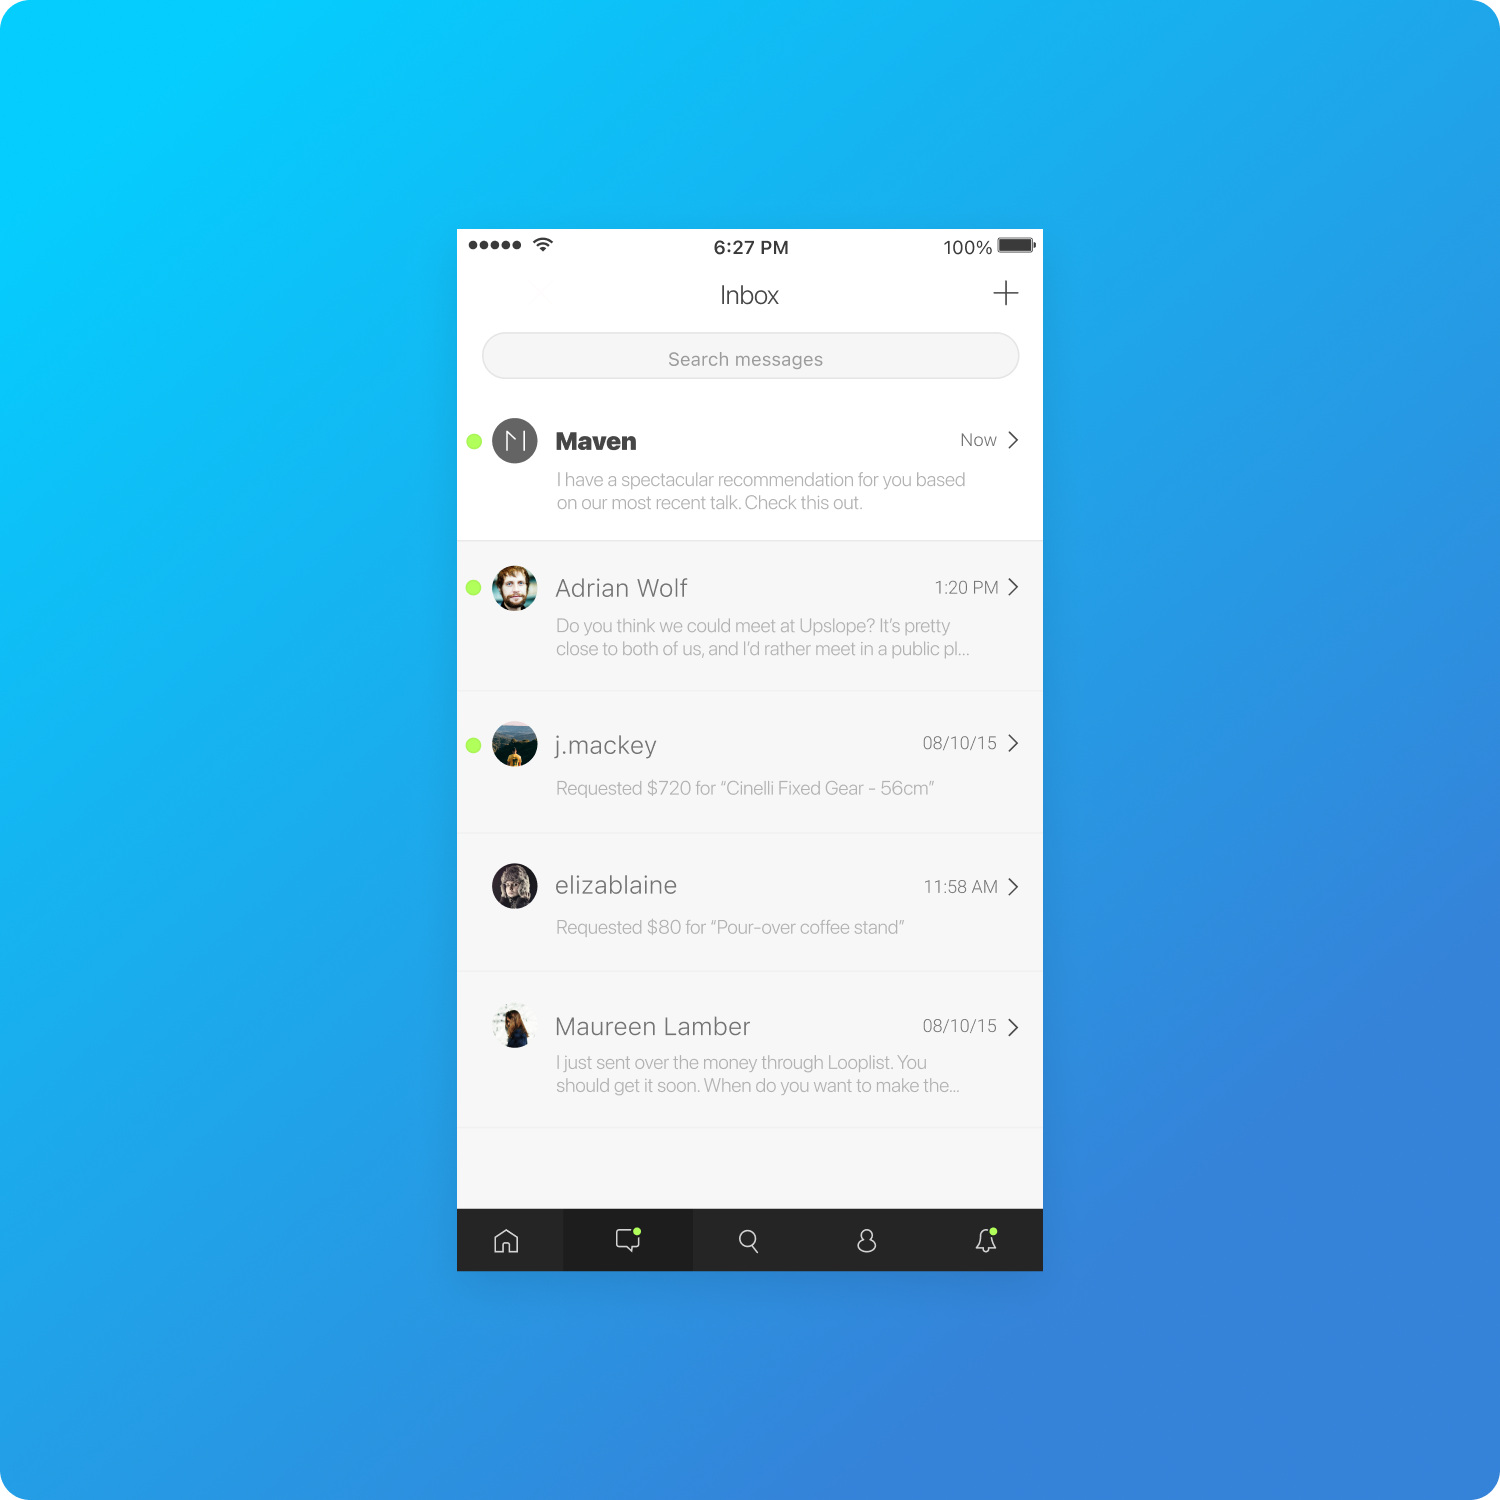 6:27 PM
100%
Inbox
Search messages
Maven
Now
I have a spectacular recommendation for you based
on our most recent talk. Check this out.
Adrian Wolf
1:20 PM
Do you think we could meet at Upslope? It’s pretty
close to both of us, and I’d rather meet in a public pl...
j.mackey
08/10/15
Requested $720 for “Cinelli Fixed Gear - 56cm”
elizablaine
11:58 AM
Requested $80 for “Pour-over coffee stand”
Maureen Lamber
08/10/15
I just sent over the money through Looplist. You
should get it soon. When do you want to make the...